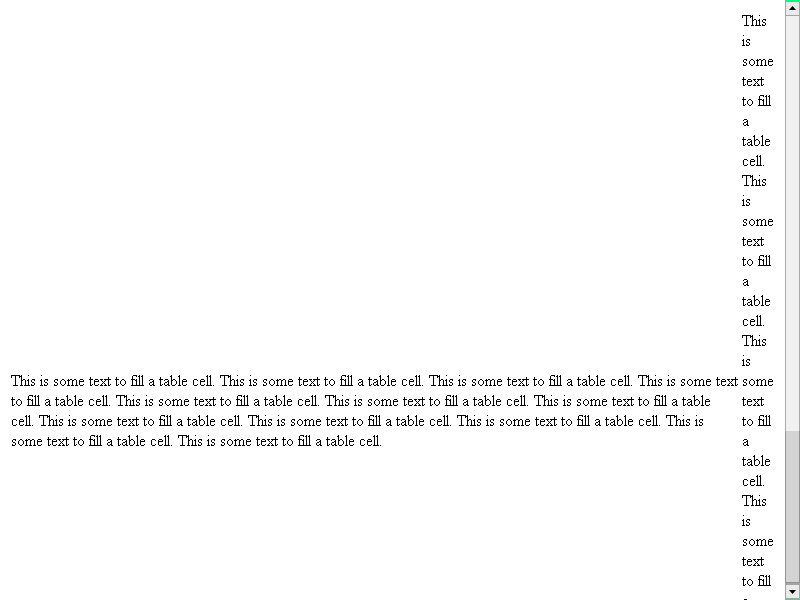 This is some text to fill a table cell. This is some text to fill a table cell. This is some text to fill a table cell. This is some text
to fill a table cell. This is some text to fill a table cell. This is some text to fill a table cell. This is some text to fill a table
cell. This is some text to fill a table cell. This is some text to fill a table cell. This is some text to fill a table cell. This is
some text to fill a table cell. This is some text to fill a table cell.
This
is
some
text
to fill
a
table
cell.
This
is
some
text
to fill
a
table
cell.
This
is
some
text
to fill
a
table
cell.
This
is
some
text
to fill